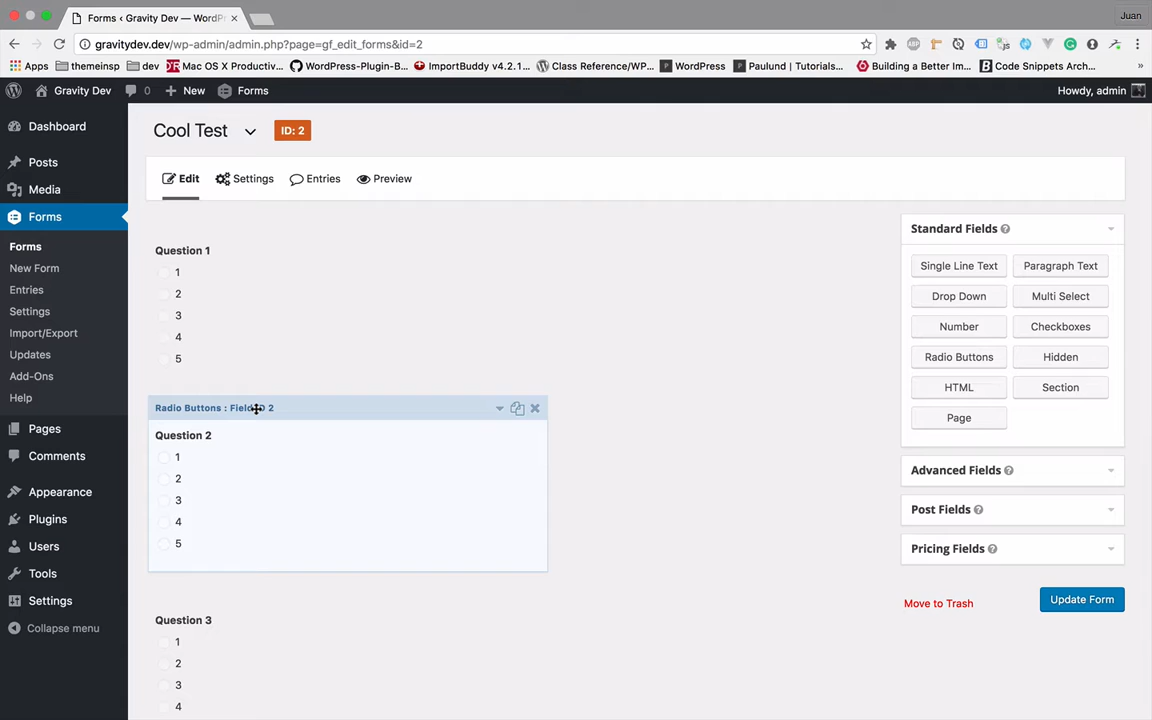 Forms ‹ Gravity Dev — WordPr
Juan
gravitydev.dev/wp-admin/admin.php?page=gf_edit_forms&id=2
Apps themeinsp dev Mac OS X Productiv... WordPress-Plugin-B... ImportBuddy v4.2.1... Class Reference/WP... WordPress Paulund | Tutorials... Building a Better Im... Code Snippets Arch... »
Gravity Dev 0 New Forms Howdy, admin
Dashboard
Posts
Media
Forms
Forms
New Form
Entries
Settings
Import/Export
Updates
Add-Ons
Help
Pages
Comments
Appearance
Plugins
Users
Tools
Settings
Collapse menu
Cool Test ID: 2
Edit Settings Entries Preview
Question 1
1
2
3
4
5
Radio Buttons : Field ID 2
Question 2
1
2
3
4
5
Question 3
1
2
3
4
Standard Fields
Single Line Text Paragraph Text
Drop Down Multi Select
Number Checkboxes
Radio Buttons Hidden
HTML Section
Page
Advanced Fields
Post Fields
Pricing Fields
Move to Trash Update Form